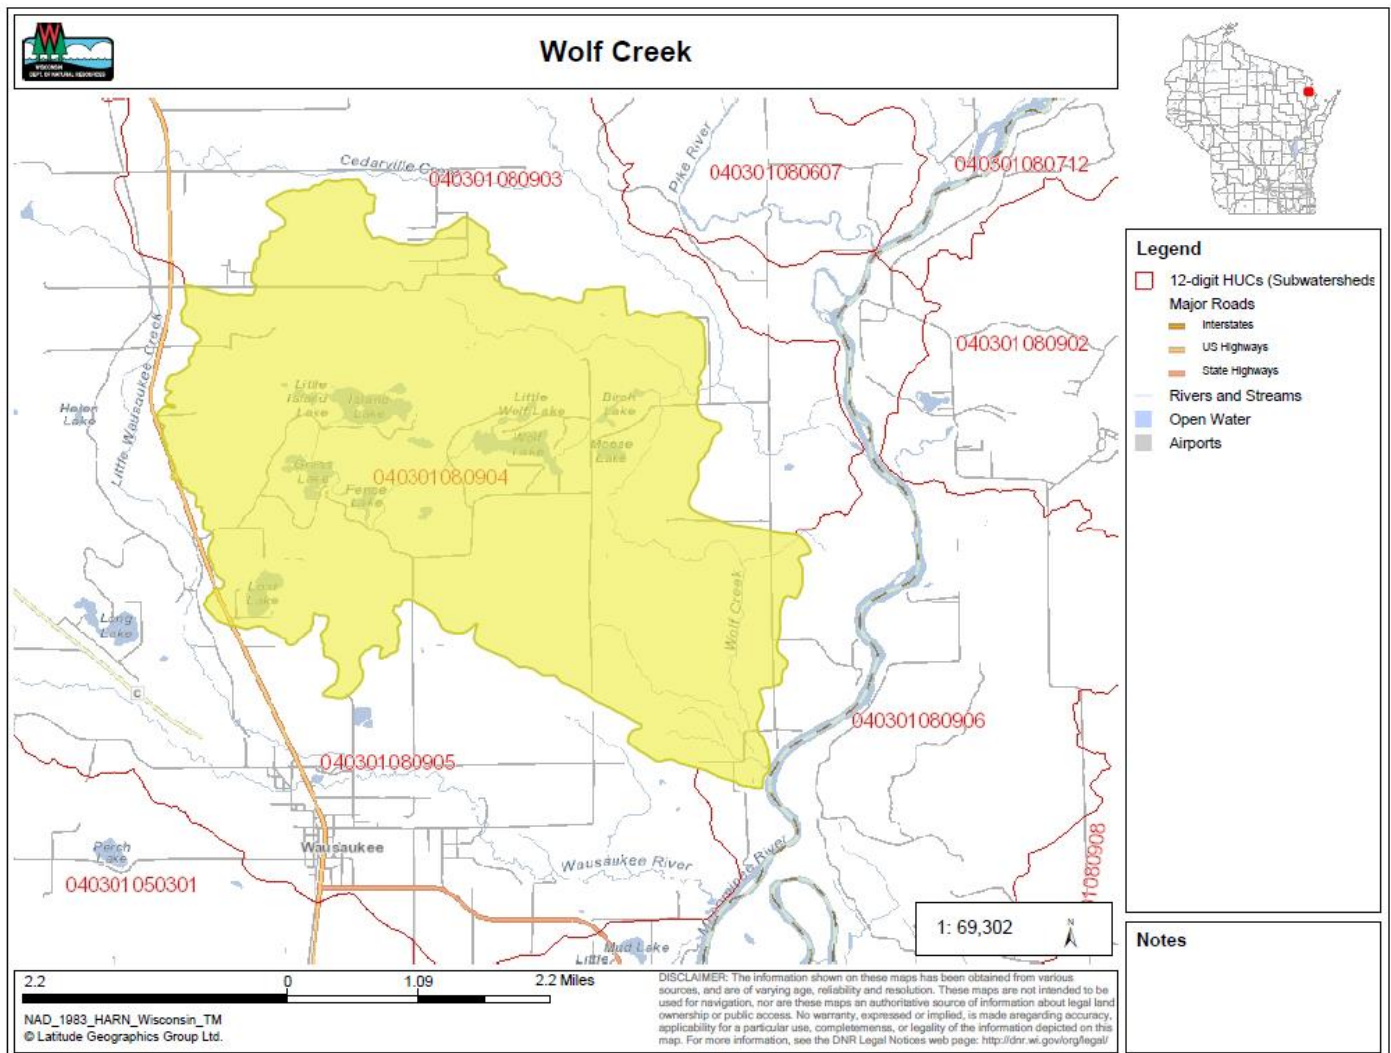 WISCONSIN
DEPT. OF NATURAL RESOURCES
Wolf Creek
Cedarville
040301080903
Pike River
040301080607
040301080712
Little Wausaukee Creek
040301080902
Little
Island
Lake
Island
Lake
Little
Wolf Lake
Birch
Lake
Wolf
Lake
Moose
Lake
Lake
040301080904
Grass
Lake
Fence
Lake
Lost
Lake
Wolf Creek
Long
Lake
C
040301080906
040301080905
Wausaukee
Perch
Lake
040301050301
Wausaukee River
Menominee River
Mud Lake
Little
1080908
1: 69,302
N
Legend
12-digit HUCs (Subwatersheds
Major Roads
Interstates
US Highways
State Highways
Rivers and Streams
Open Water
Airports
Notes
2.2 0 1.09 2.2 Miles
NAD_1983_HARN_Wisconsin_TM
© Latitude Geographics Group Ltd.
DISCLAIMER: The information shown on these maps has been obtained from various
sources, and are of varying age, reliability and resolution. These maps are not intended to be
used for navigation, nor are these maps an authoritative source of information about legal land
ownership or public access. No warranty, expressed or implied, is made aregarding accuracy,
applicability for a particular use, completemenss, or legality of the information depicted on this
map. For more information, see the DNR Legal Notices web page: http://dnr.wi.gov/org/legal/